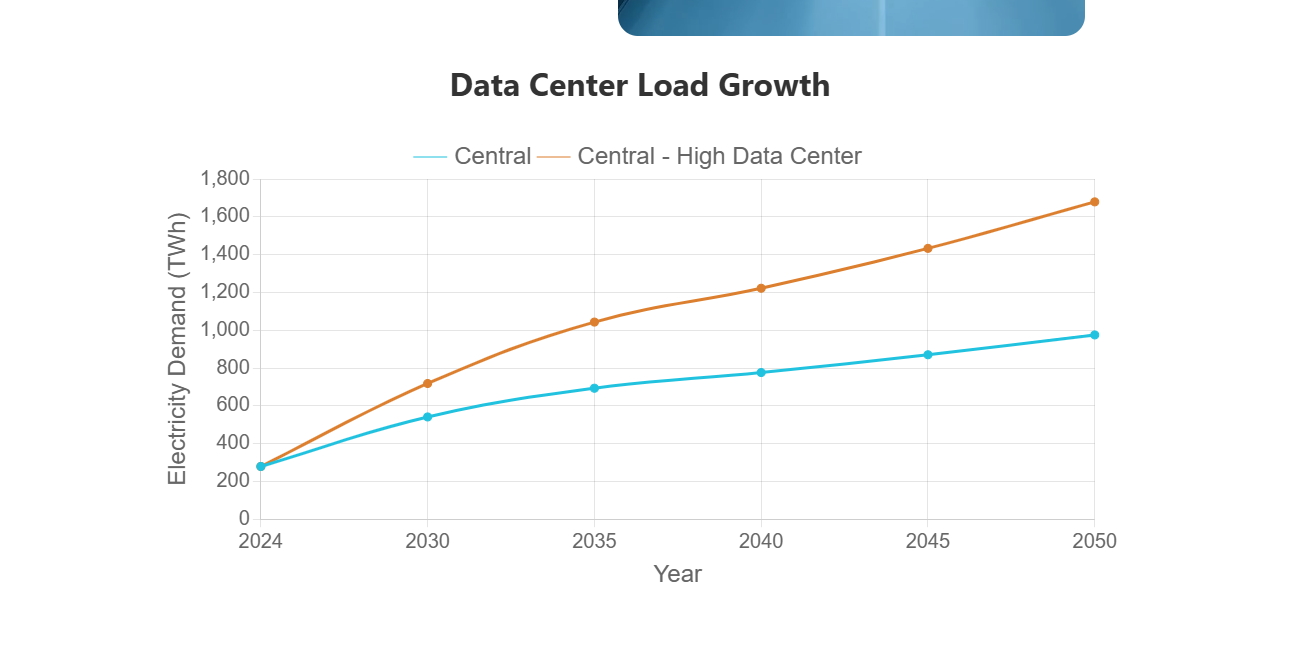 Data Center Load Growth
Central Central - High Data Center
Electricity Demand (TWh)
1,800
1,600
1,400
1,200
1,000
800
600
400
200
0
2024 2030 2035 2040 2045 2050
Year